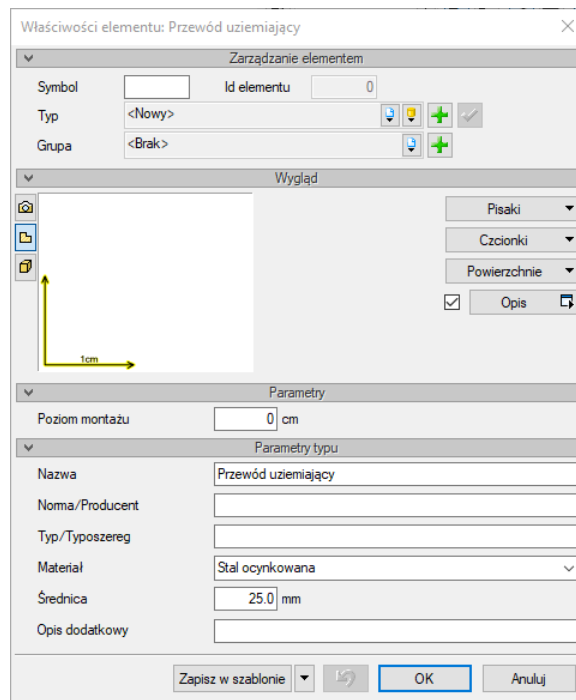 Właściwości elementu: Przewód uziemiający
Zarządzanie elementem
Symbol Id elementu 0
Typ <Nowy>
Grupa <Brak>
Wygląd
Pisaki
Czcionki
Powierzchnie
Opis
1cm
Parametry
Poziom montażu 0 cm
Parametry typu
Nazwa Przewód uziemiający
Norma/Producent
Typ/Typoszereg
Materiał Stal ocynkowana
Średnica 25.0 mm
Opis dodatkowy
Zapisz w szablonie OK Anuluj